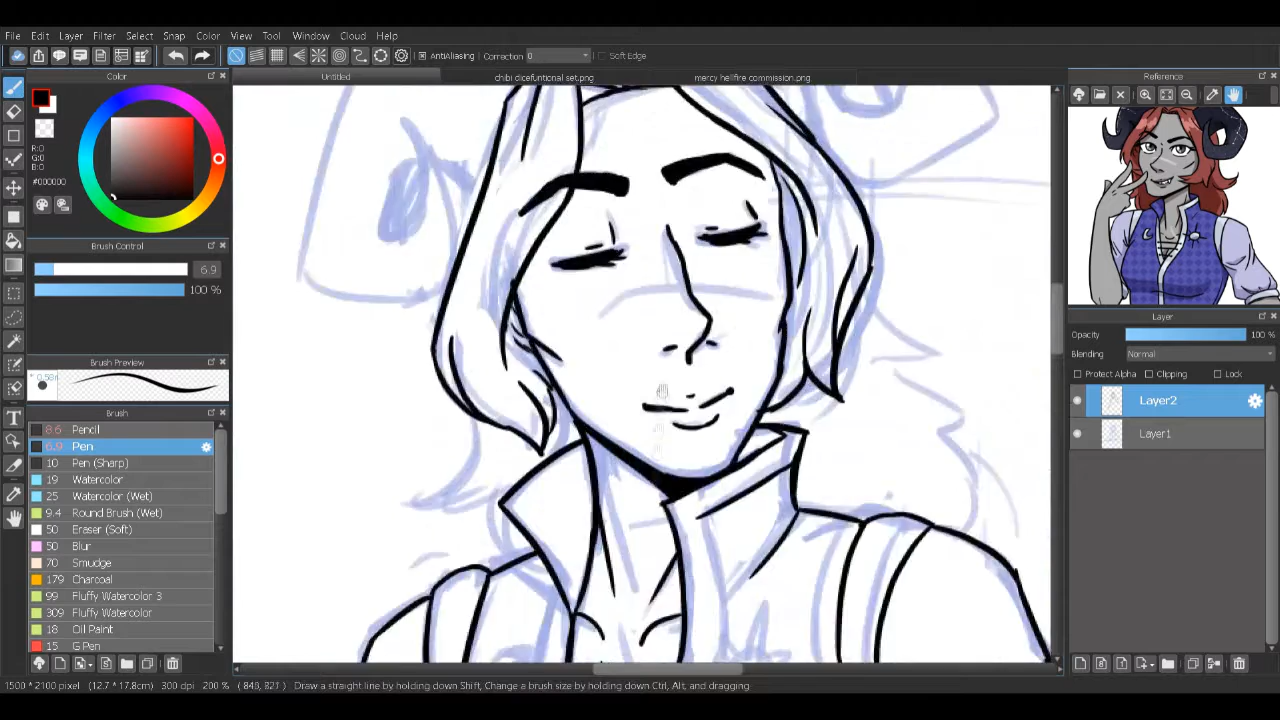 File Edit Layer Filter Select Snap Color View Tool Window Cloud Help
AntiAliasing Correction 0 Soft Edge
Color
Untitled
chibi dicefuntional set.png
mercy hellfire commission.png
Reference
R:0
G:0
B:0
#000000
Brush Control
6.9
100 %
Brush Preview
Brush
8.6 Pencil
6.9 Pen
10 Pen (Sharp)
19 Watercolor
25 Watercolor (Wet)
9.4 Round Brush (Wet)
50 Eraser (Soft)
50 Blur
70 Smudge
179 Charcoal
99 Fluffy Watercolor 3
309 Fluffy Watercolor
18 Oil Paint
15 G Pen
Layer
Opacity 100 %
Blending Normal
Protect Alpha Clipping Lock
Layer2
Layer1
1500 * 2100 pixel (12.7 * 17.8cm) 300 dpi 200 % ( 848, 821 ) Draw a straight line by holding down Shift, Change a brush size by holding down Ctrl, Alt, and dragging